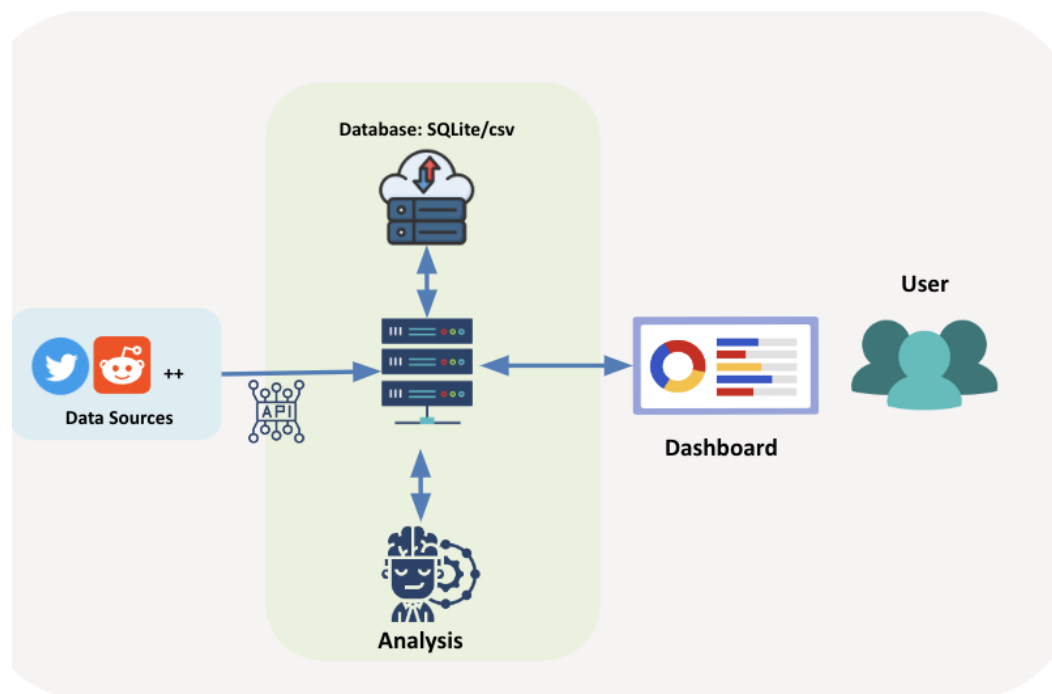 Database: SQLite/csv
User
++
Data Sources
API
Dashboard
Analysis